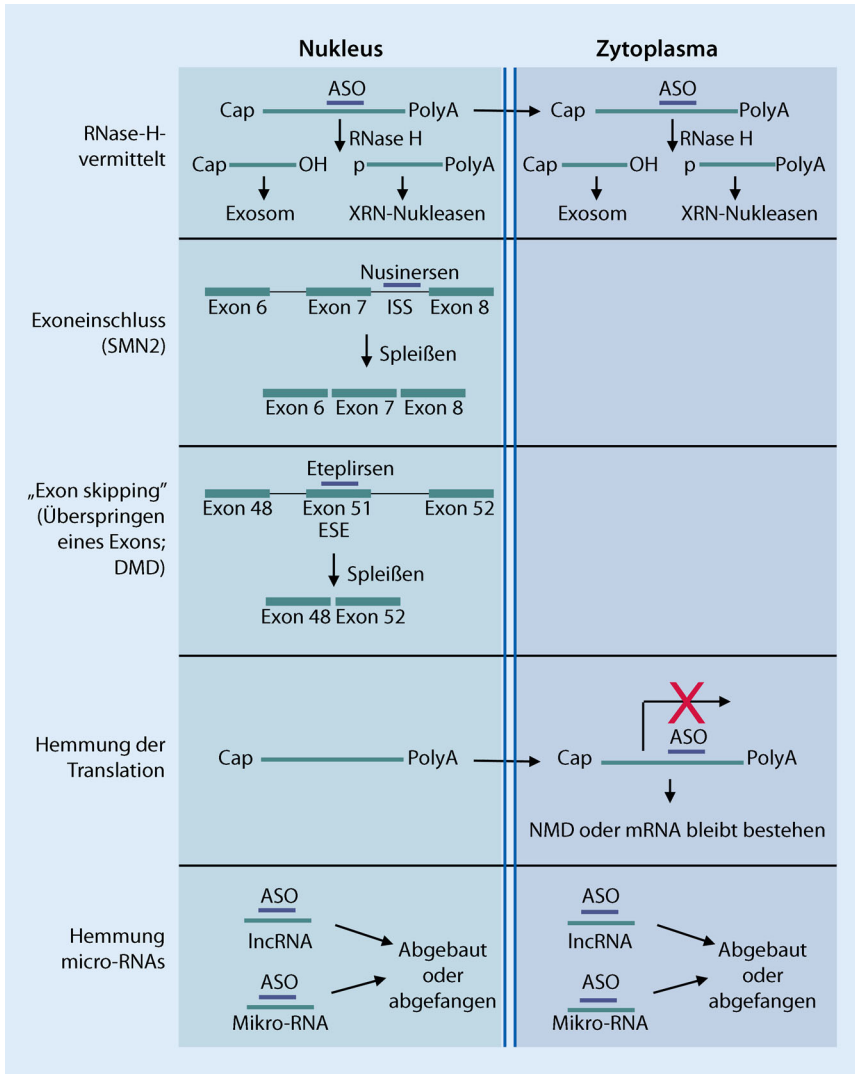 Nukleus
Zytoplasma
RNase-H-
vermittelt
ASO
Cap PolyA
RNase H
Cap OH p PolyA
Exosom XRN-Nukleasen
ASO
Cap PolyA
RNase H
Cap OH p PolyA
Exosom XRN-Nukleasen
Exoneinschluss
(SMN2)
Nusinersen
Exon 6 Exon 7 ISS Exon 8
Spleißen
Exon 6 Exon 7 Exon 8
„Exon skipping”
(Überspringen
eines Exons;
DMD)
Eteplirsen
Exon 48 Exon 51 Exon 52
ESE
Spleißen
Exon 48 Exon 52
Hemmung der
Translation
Cap PolyA
ASO
Cap PolyA
NMD oder mRNA bleibt bestehen
Hemmung
micro-RNAs
ASO
lncRNA
ASO
Mikro-RNA
Abgebaut
oder
abgefangen
ASO
lncRNA
ASO
Mikro-RNA
Abgebaut
oder
abgefangen